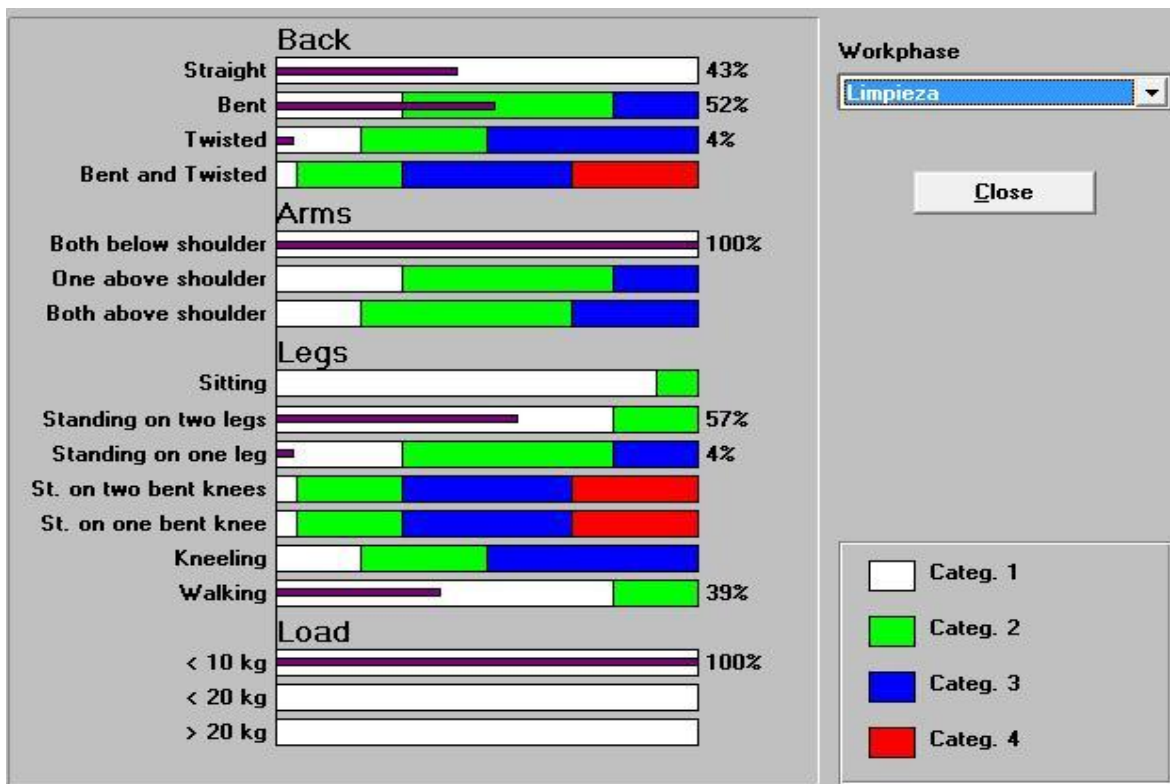 Back
Straight 43%
Bent 52%
Twisted 4%
Bent and Twisted
Arms
Both below shoulder 100%
One above shoulder
Both above shoulder
Legs
Sitting
Standing on two legs 57%
Standing on one leg 4%
St. on two bent knees
St. on one bent knee
Kneeling
Walking 39%
Load
< 10 kg 100%
< 20 kg
> 20 kg
Workphase
Limpieza
Close
Categ. 1
Categ. 2
Categ. 3
Categ. 4